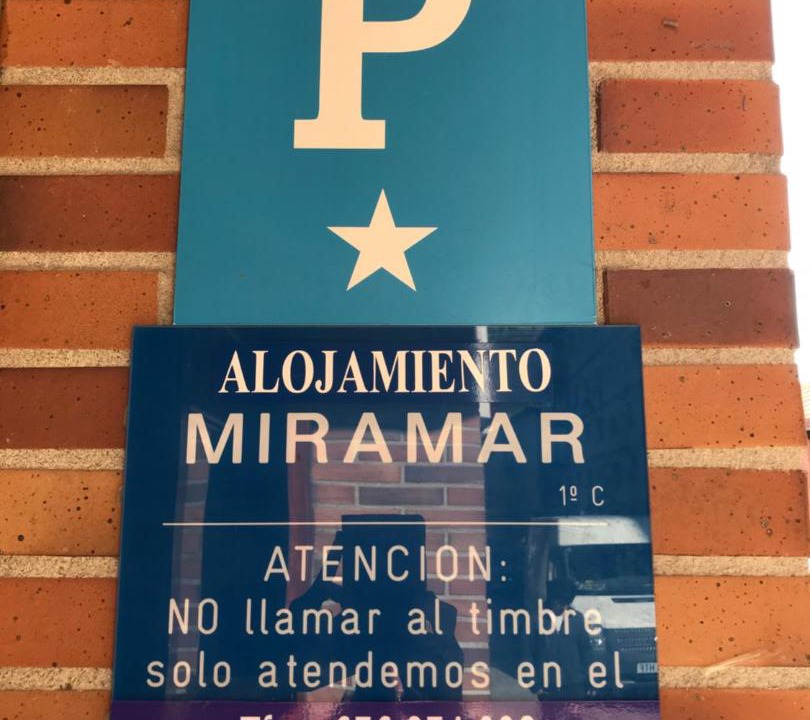 P
ALOJAMIENTO
MIRAMAR
1º C
ATENCION:
NO llamar al timbre
solo atendemos en el